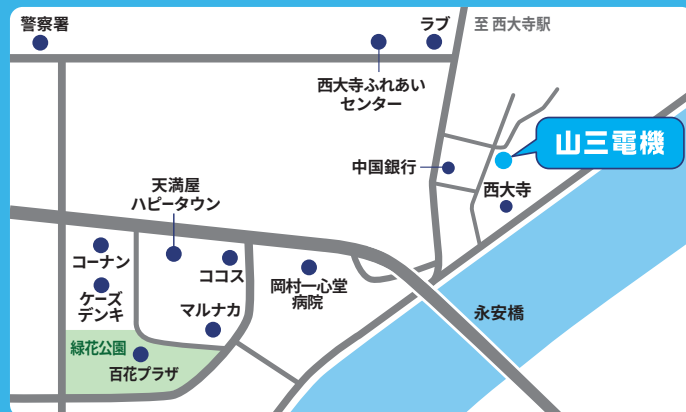 警察署
ラブ
至 西大寺駅
西大寺ふれあい
センター
山三電機
中国銀行
西大寺
天満屋
ハピータウン
コーナン
ココス
ケーズ
デンキ
岡村一心堂
病院
マルナカ
永安橋
緑花公園
百花プラザ